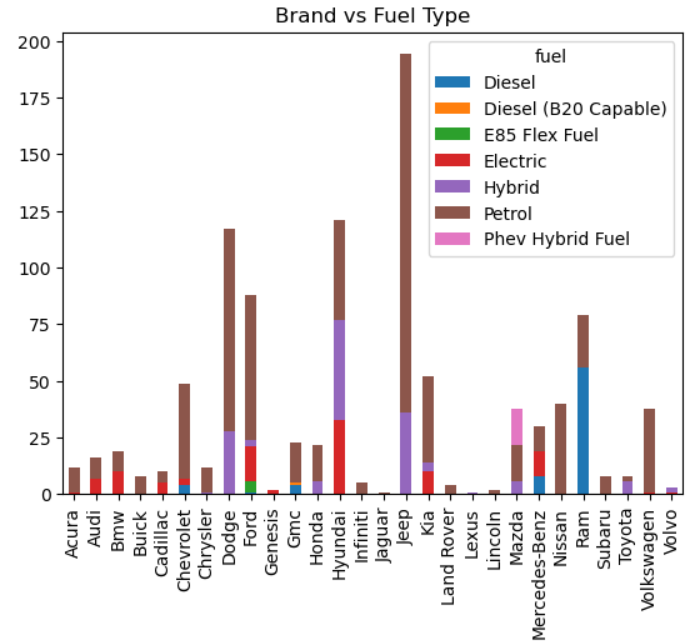 Brand vs Fuel Type
200
175
150
125
100
75
50
25
0
fuel
Diesel
Diesel (B20 Capable)
E85 Flex Fuel
Electric
Hybrid
Petrol
Phev Hybrid Fuel
Acura
Audi
Bmw
Buick
Cadillac
Chevrolet
Chrysler
Dodge
Ford
Genesis
Gmc
Honda
Hyundai
Infiniti
Jaguar
Jeep
Kia
Land Rover
Lexus
Lincoln
Mazda
Mercedes-Benz
Nissan
Ram
Subaru
Toyota
Volkswagen
Volvo